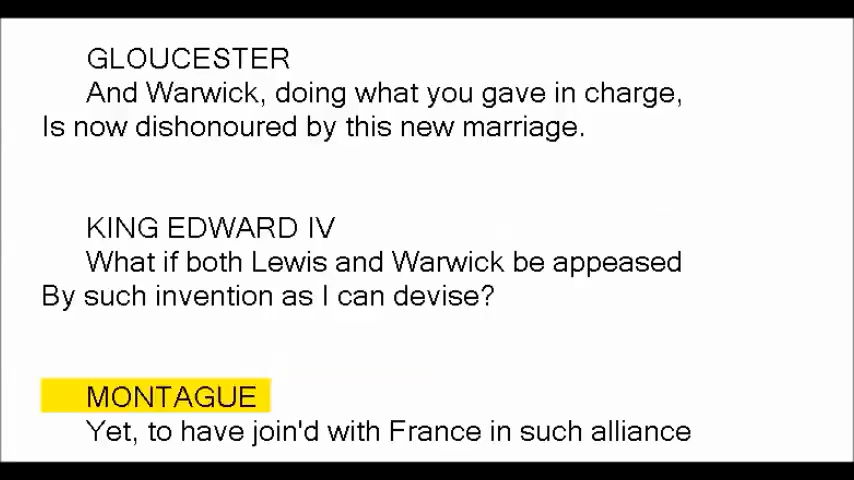 GLOUCESTER
And Warwick, doing what you gave in charge,
Is now dishonoured by this new marriage.
KING EDWARD IV
What if both Lewis and Warwick be appeased
By such invention as I can devise?
MONTAGUE
Yet, to have join'd with France in such alliance